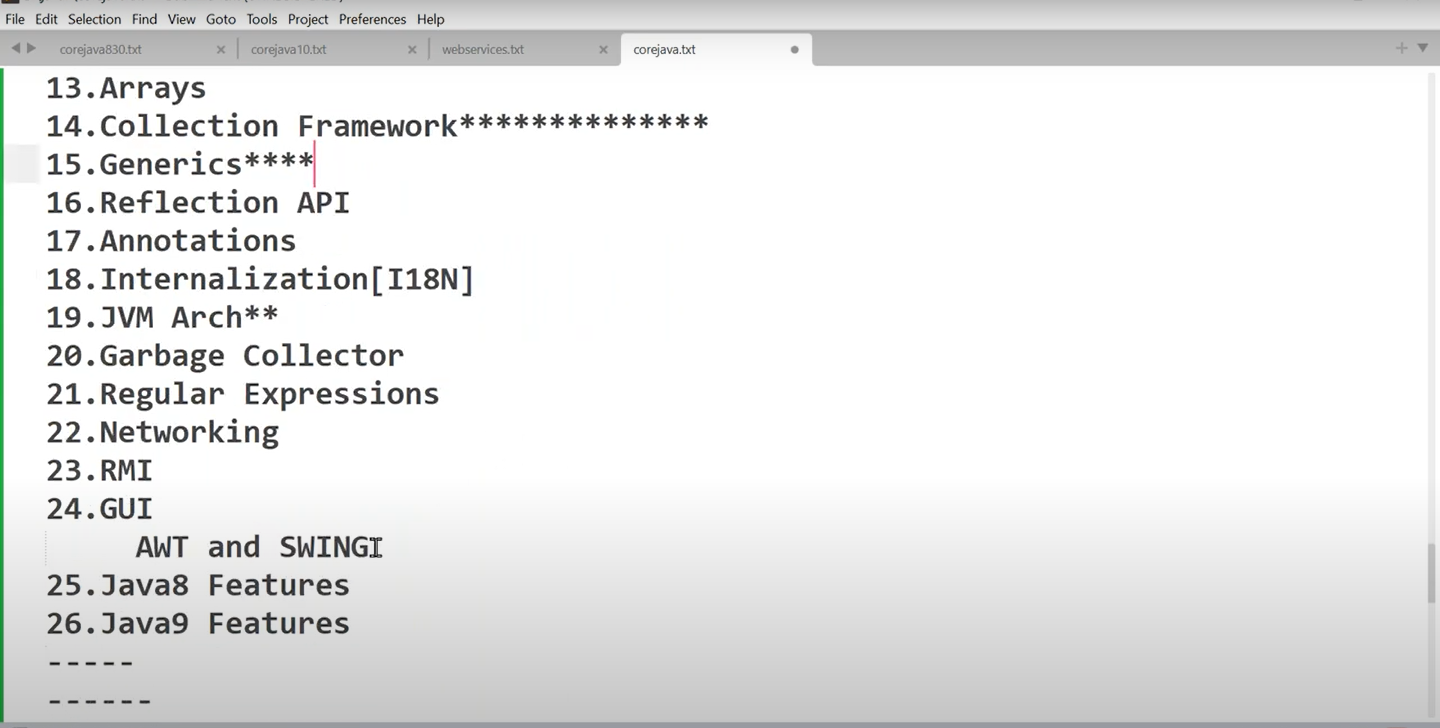 File Edit Selection Find View Goto Tools Project Preferences Help
corejava830.txt corejava10.txt webservices.txt corejava.txt
13.Arrays
14.Collection Framework**************
15.Generics****
16.Reflection API
17.Annotations
18.Internalization[I18N]
19.JVM Arch**
20.Garbage Collector
21.Regular Expressions
22.Networking
23.RMI
24.GUI
AWT and SWING
25.Java8 Features
26.Java9 Features
-----
------